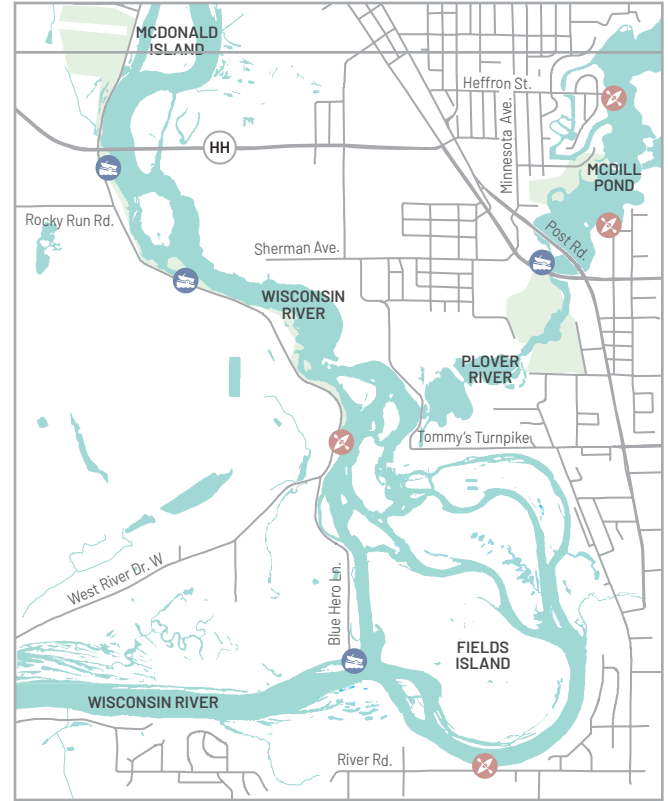 MCDONALD
ISLAND
Heffron St.
Minnesota Ave.
HH
MCDILL
POND
Rocky Run Rd.
Post Rd.
Sherman Ave.
WISCONSIN
RIVER
PLOVER
RIVER
Tommy's Turnpike
West River Dr. W
Blue Hero Ln.
FIELDS
ISLAND
WISCONSIN RIVER
River Rd.